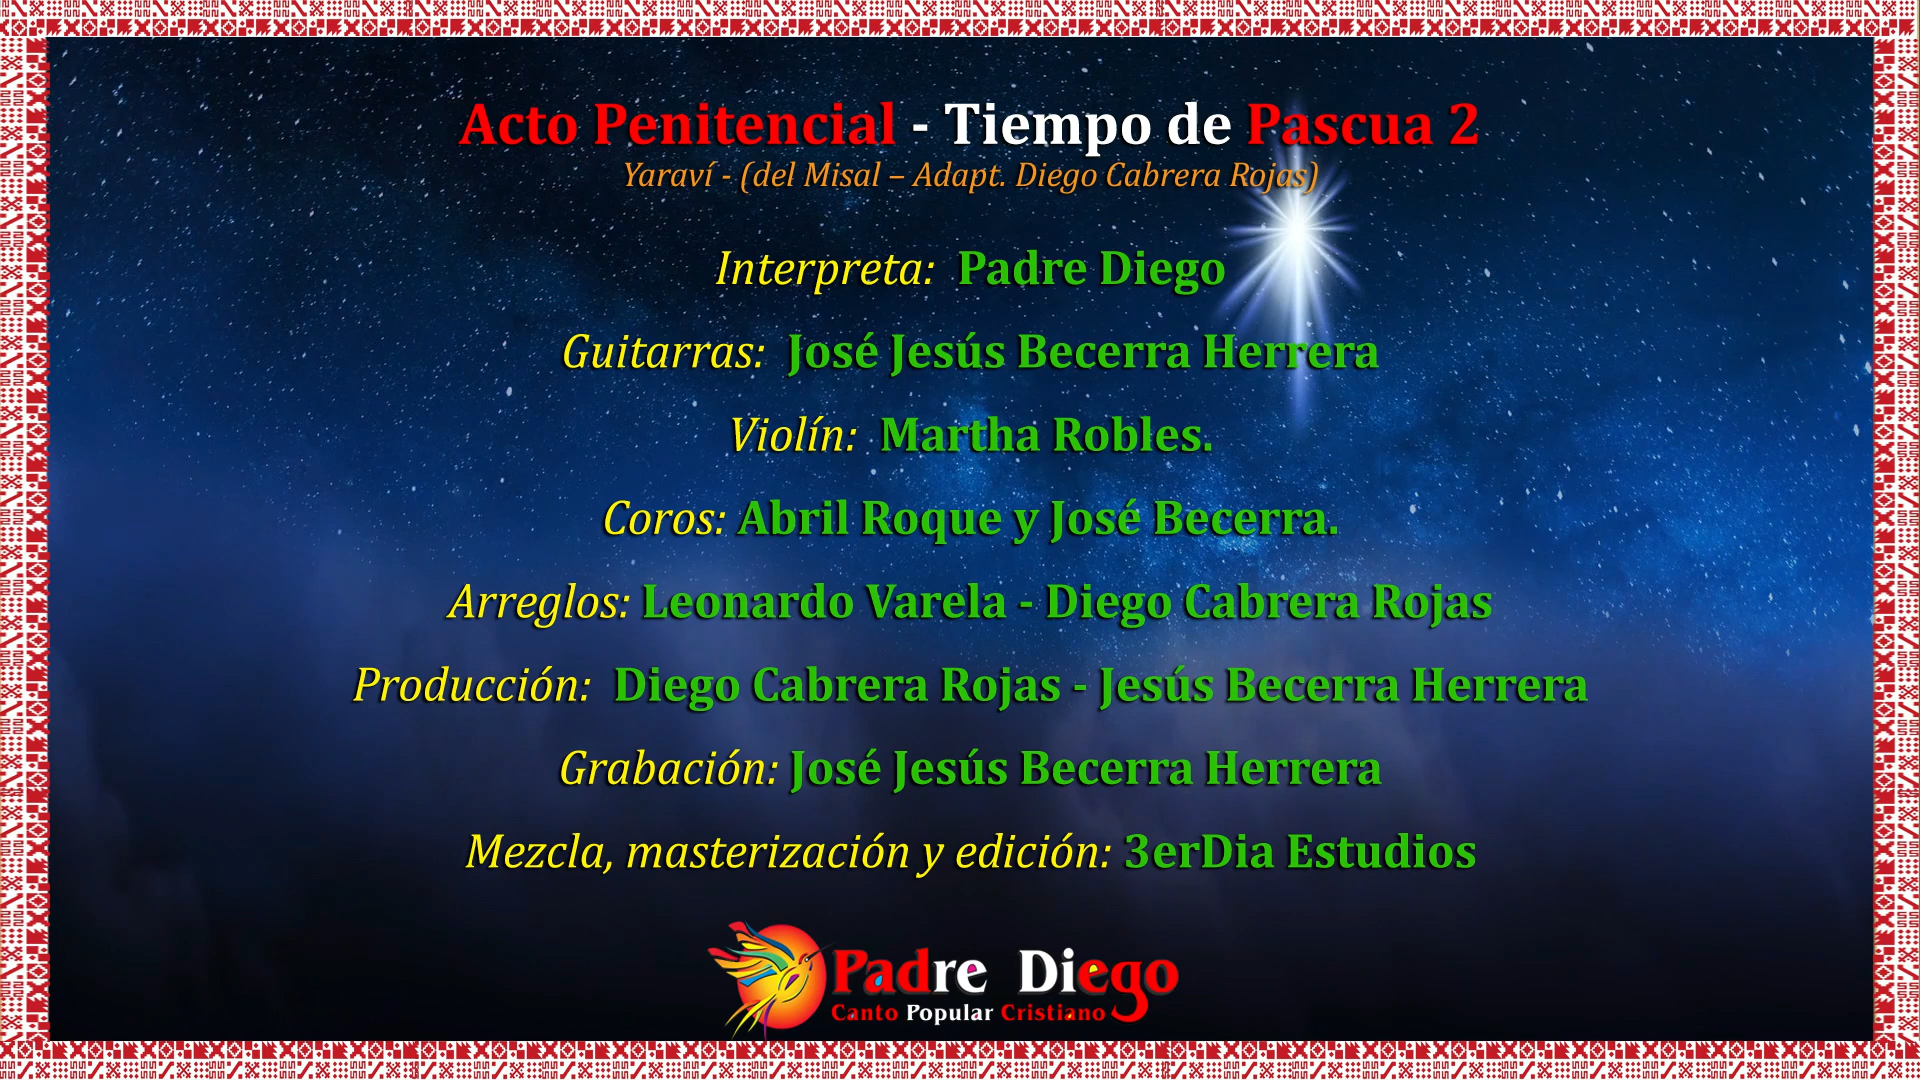 Acto Penitencial - Tiempo de Pascua 2
Yaraví - (del Misal – Adapt. Diego Cabrera Rojas)
Interpreta: Padre Diego
Guitarras: José Jesús Becerra Herrera
Violín: Martha Robles.
Coros: Abril Roque y José Becerra.
Arreglos: Leonardo Varela - Diego Cabrera Rojas
Producción: Diego Cabrera Rojas - Jesús Becerra Herrera
Grabación: José Jesús Becerra Herrera
Mezcla, masterización y edición: 3erDia Estudios
Padre Diego
Canto Popular Cristiano